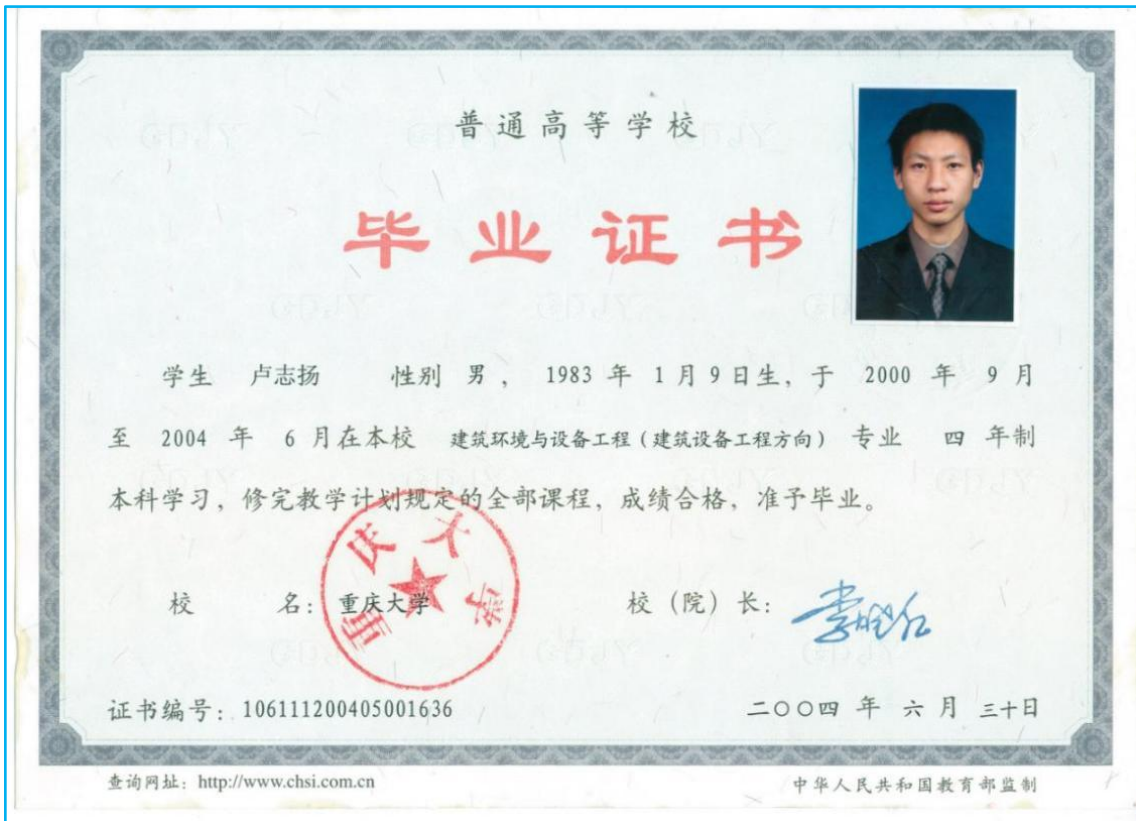 普通高等学校
毕业证书
学生 卢志扬 性别 男， 1983 年 1 月 9 日生，于 2000 年 9 月
至 2004 年 6 月在本校 建筑环境与设备工程（建筑设备工程方向） 专业 四 年制
本科学习，修完教学计划规定的全部课程，成绩合格，准予毕业。
重庆大学
校 名：重庆大学 校（院）长：
证书编号：106111200405001636 二○○四 年 六 月 三十日
查询网址：http://www.chsi.com.cn 中华人民共和国教育部监制